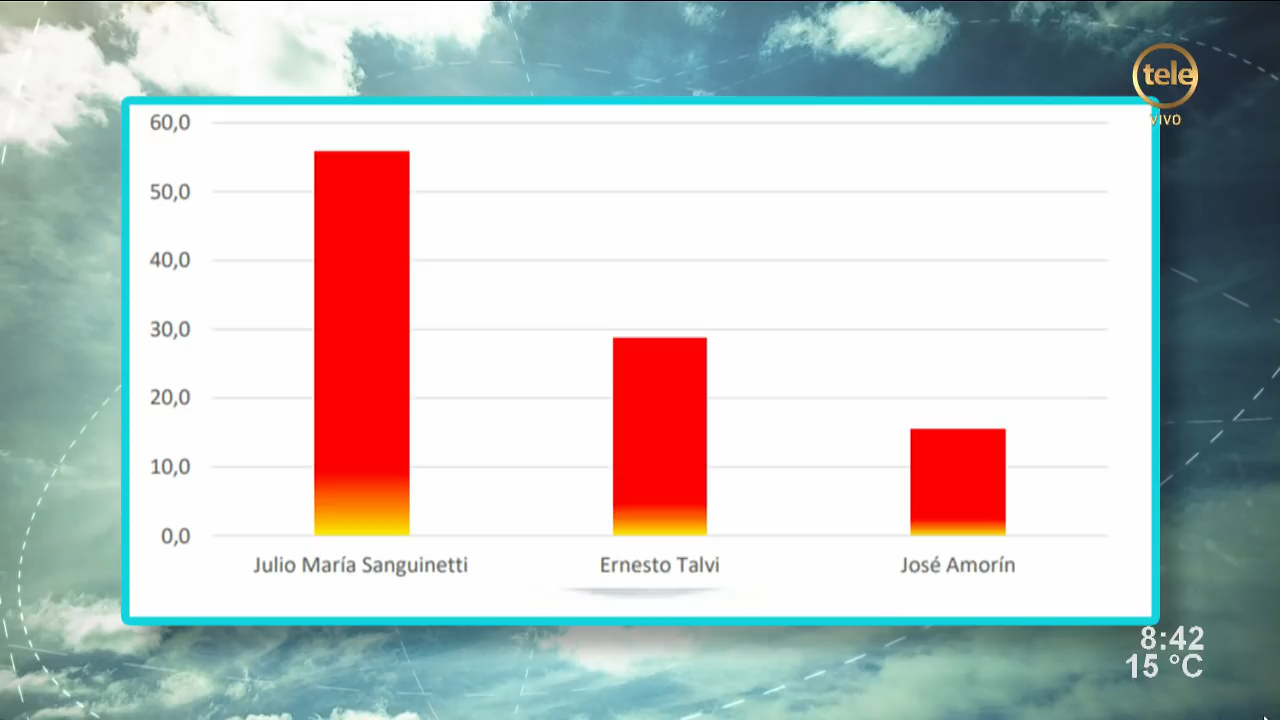 tele
VIVO
60,0
50,0
40,0
30,0
20,0
10,0
0,0
Julio María Sanguinetti
Ernesto Talvi
José Amorín
8:42
15 °C